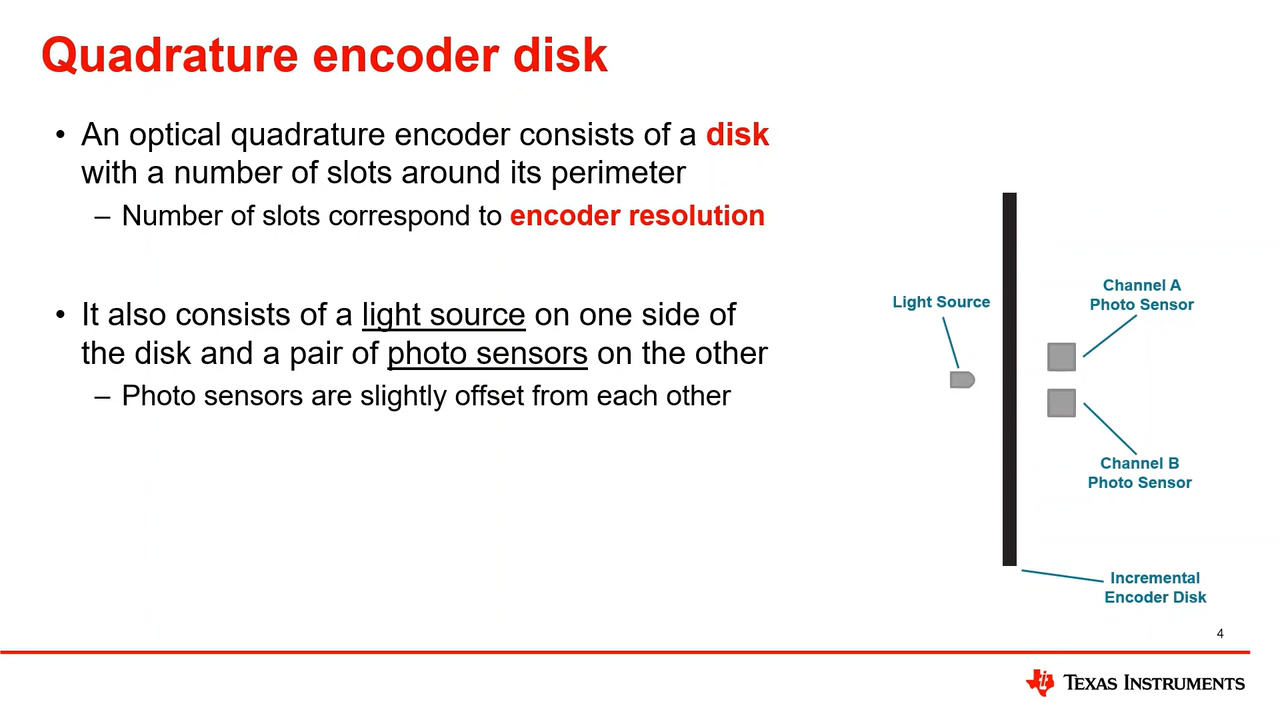 Quadrature encoder disk
• An optical quadrature encoder consists of a disk
with a number of slots around its perimeter
– Number of slots correspond to encoder resolution
• It also consists of a light source on one side of
the disk and a pair of photo sensors on the other
– Photo sensors are slightly offset from each other
Light Source
Channel A
Photo Sensor
Channel B
Photo Sensor
Incremental
Encoder Disk
4
TEXAS INSTRUMENTS